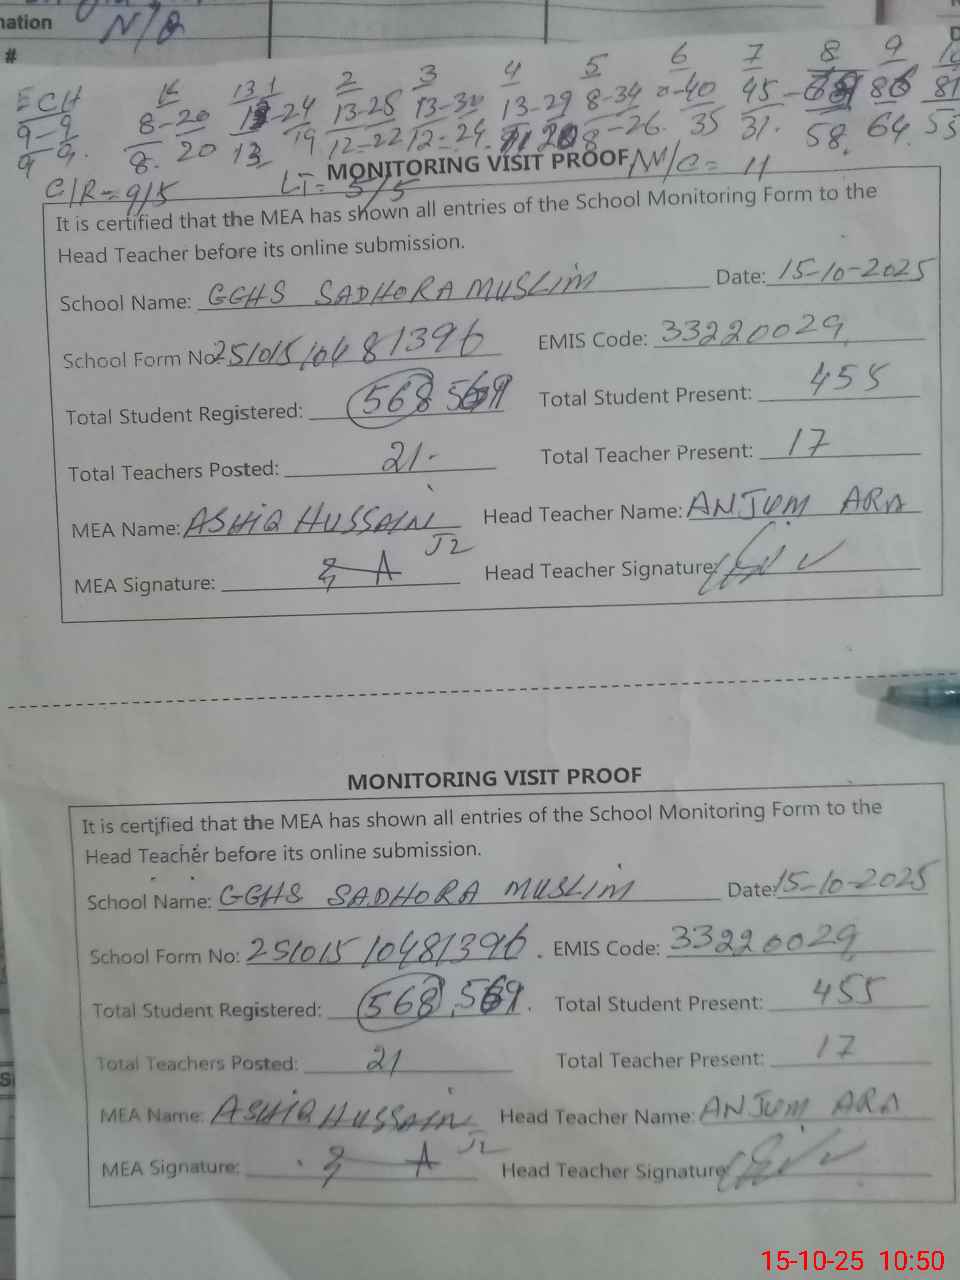 nation N/A
#
ECH K 13 1 2 3 4 5 6 7 8 9 10
9-9 8-20 24 13-25 13-30 13-29 8-34 0-40 45 86 81
9 9. 8. 20 13 19 12-22 12-24. 20 8-26. 35 31. 58. 64. 55
C/R=9/5 LT=5/5 MONITORING VISIT PROOF N/C=11
It is certified that the MEA has shown all entries of the School Monitoring Form to the
Head Teacher before its online submission.
School Name: GGHS SADHORA MUSLIM Date: 15-10-2025
School Form No: 25101510481396 EMIS Code: 33220029
Total Student Registered: 568 569 Total Student Present: 455
Total Teachers Posted: 21 Total Teacher Present: 17
MEA Name: ASHIQ HUSSAIN Head Teacher Name: ANJUM ARA
J2
MEA Signature: Head Teacher Signature:
MONITORING VISIT PROOF
It is certified that the MEA has shown all entries of the School Monitoring Form to the
Head Teacher before its online submission.
School Name: GGHS SADHORA MUSLIM Date: 15-10-2025
School Form No: 25101510481396. EMIS Code: 33220029
Total Student Registered: 568, 569. Total Student Present: 455
Total Teachers Posted: 21 Total Teacher Present: 17
MEA Name: ASHIQ HUSSAIN Head Teacher Name: ANJUM ARA
J2
MEA Signature: Head Teacher Signature:
15-10-25 10:50